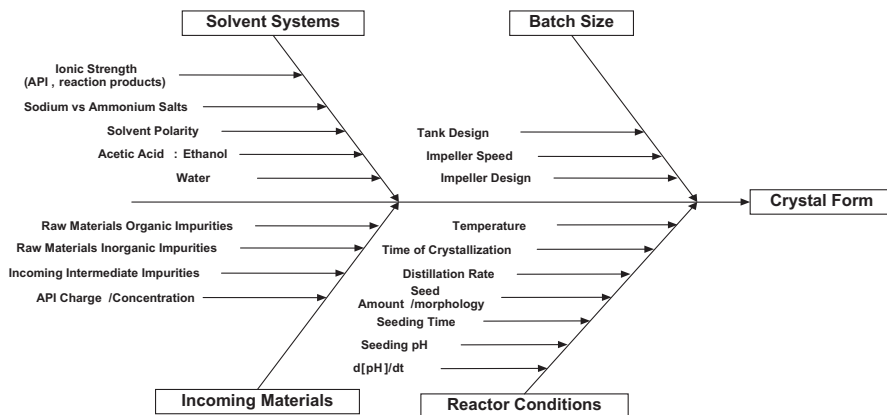 Solvent Systems
Batch Size
Ionic Strength
(API , reaction products)
Sodium vs Ammonium Salts
Solvent Polarity
Acetic Acid : Ethanol
Water
Tank Design
Impeller Speed
Impeller Design
Crystal Form
Raw Materials Organic Impurities
Raw Materials Inorganic Impurities
Incoming Intermediate Impurities
API Charge /Concentration
Temperature
Time of Crystallization
Distillation Rate
Seed
Amount /morphology
Seeding Time
Seeding pH
d[pH]/dt
Incoming Materials
Reactor Conditions